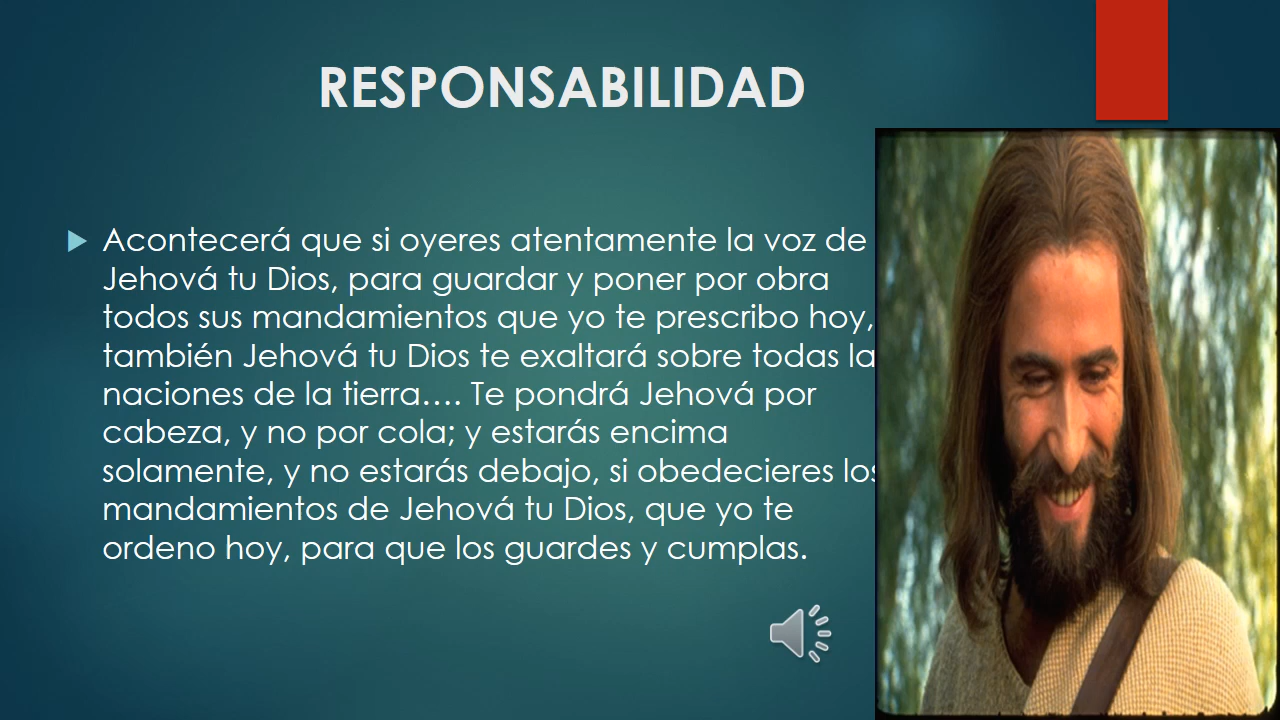 RESPONSABILIDAD
Acontecerá que si oyeres atentamente la voz de
Jehová tu Dios, para guardar y poner por obra
todos sus mandamientos que yo te prescribo hoy,
también Jehová tu Dios te exaltará sobre todas la
naciones de la tierra…. Te pondrá Jehová por
cabeza, y no por cola; y estarás encima
solamente, y no estarás debajo, si obedecieres los
mandamientos de Jehová tu Dios, que yo te
ordeno hoy, para que los guardes y cumplas.